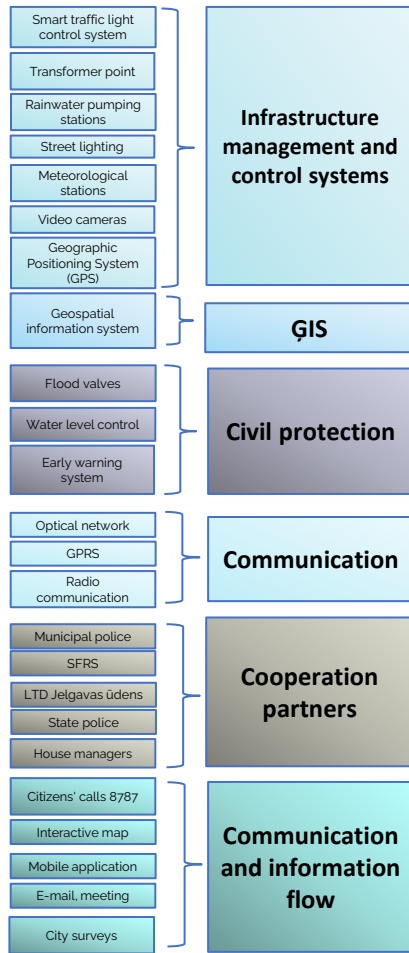 Smart traffic light
control system
Transformer point
Rainwater pumping
stations
Street lighting
Meteorological
stations
Video cameras
Geographic
Positioning System
(GPS)
Infrastructure
management and
control systems
Geospatial
information system
ĢIS
Flood valves
Water level control
Early warning
system
Civil protection
Optical network
GPRS
Radio
communication
Communication
Municipal police
SFRS
LTD Jelgavas ūdens
State police
House managers
Cooperation
partners
Citizens' calls 8787
Interactive map
Mobile application
E-mail, meeting
City surveys
Communication
and information
flow